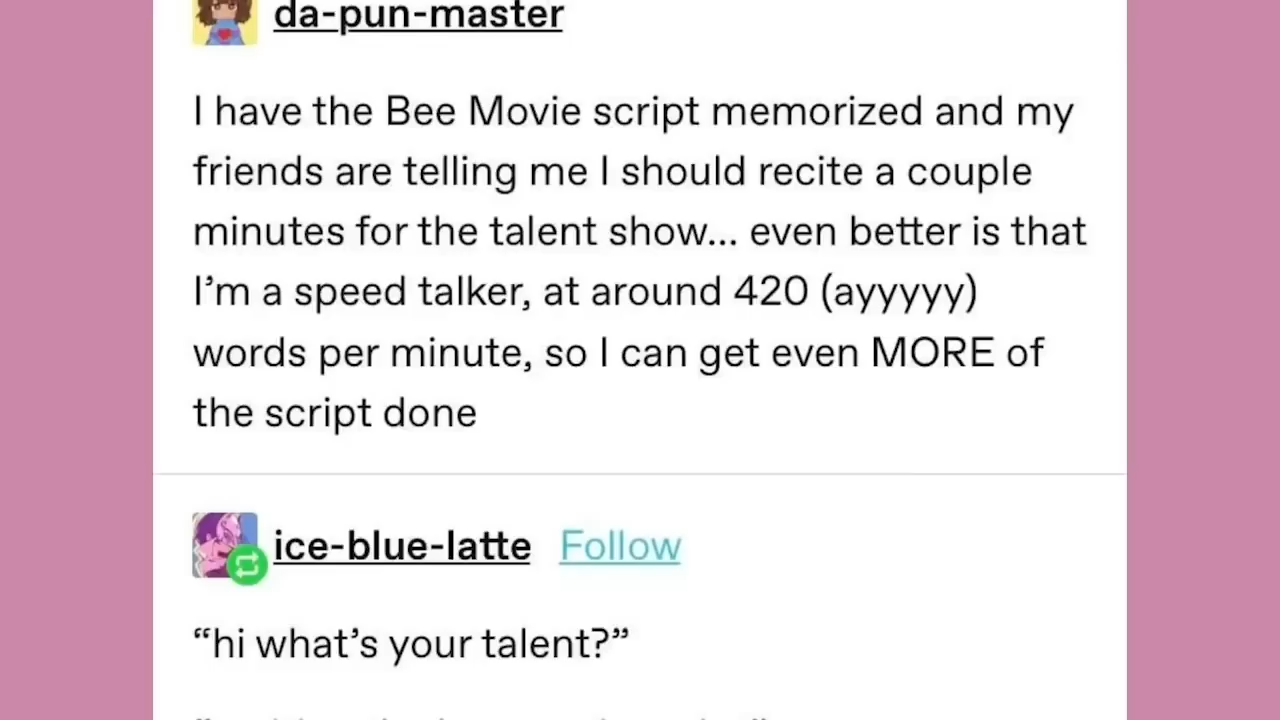 da-pun-master
I have the Bee Movie script memorized and my
friends are telling me I should recite a couple
minutes for the talent show... even better is that
I’m a speed talker, at around 420 (ayyyyy)
words per minute, so I can get even MORE of
the script done
ice-blue-latte Follow
“hi what’s your talent?”